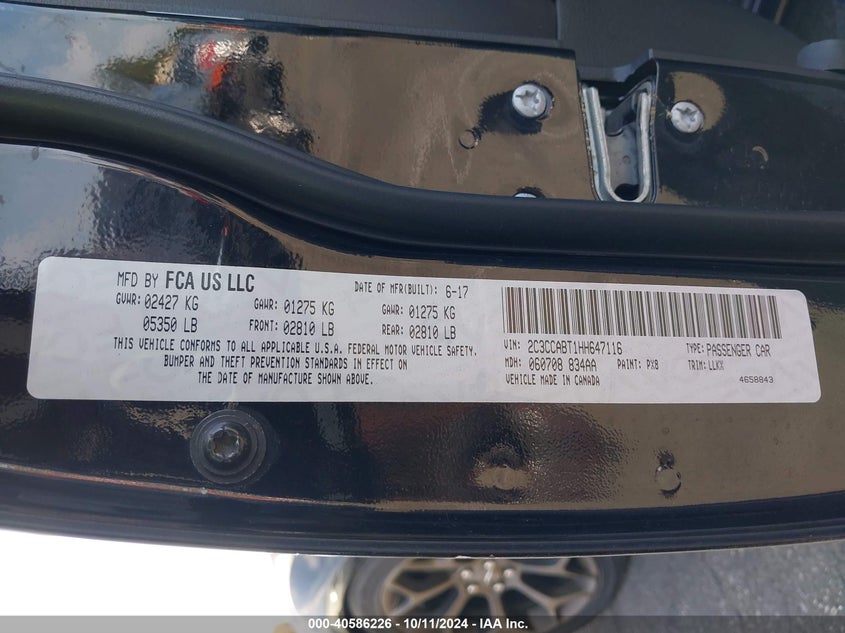 MFD BY FCA US LLC
DATE OF MFR(BUILT): 6-17
GVWR: 02427 KG GAWR: 01275 KG GAWR: 01275 KG
05350 LB FRONT: 02810 LB REAR: 02810 LB
THIS VEHICLE CONFORMS TO ALL APPLICABLE U.S.A. FEDERAL MOTOR VEHICLE SAFETY,
BUMPER AND THEFT PREVENTION STANDARDS IN EFFECT ON
THE DATE OF MANUFACTURE SHOWN ABOVE.
VIN: 2C3CCABT1HH647116 TYPE: PASSENGER CAR
MDH: 060708 834AA PAINT: PX8 TRIM: LLKX
VEHICLE MADE IN CANADA 4658843
000-40586226 - 10/11/2024 - IAA Inc.